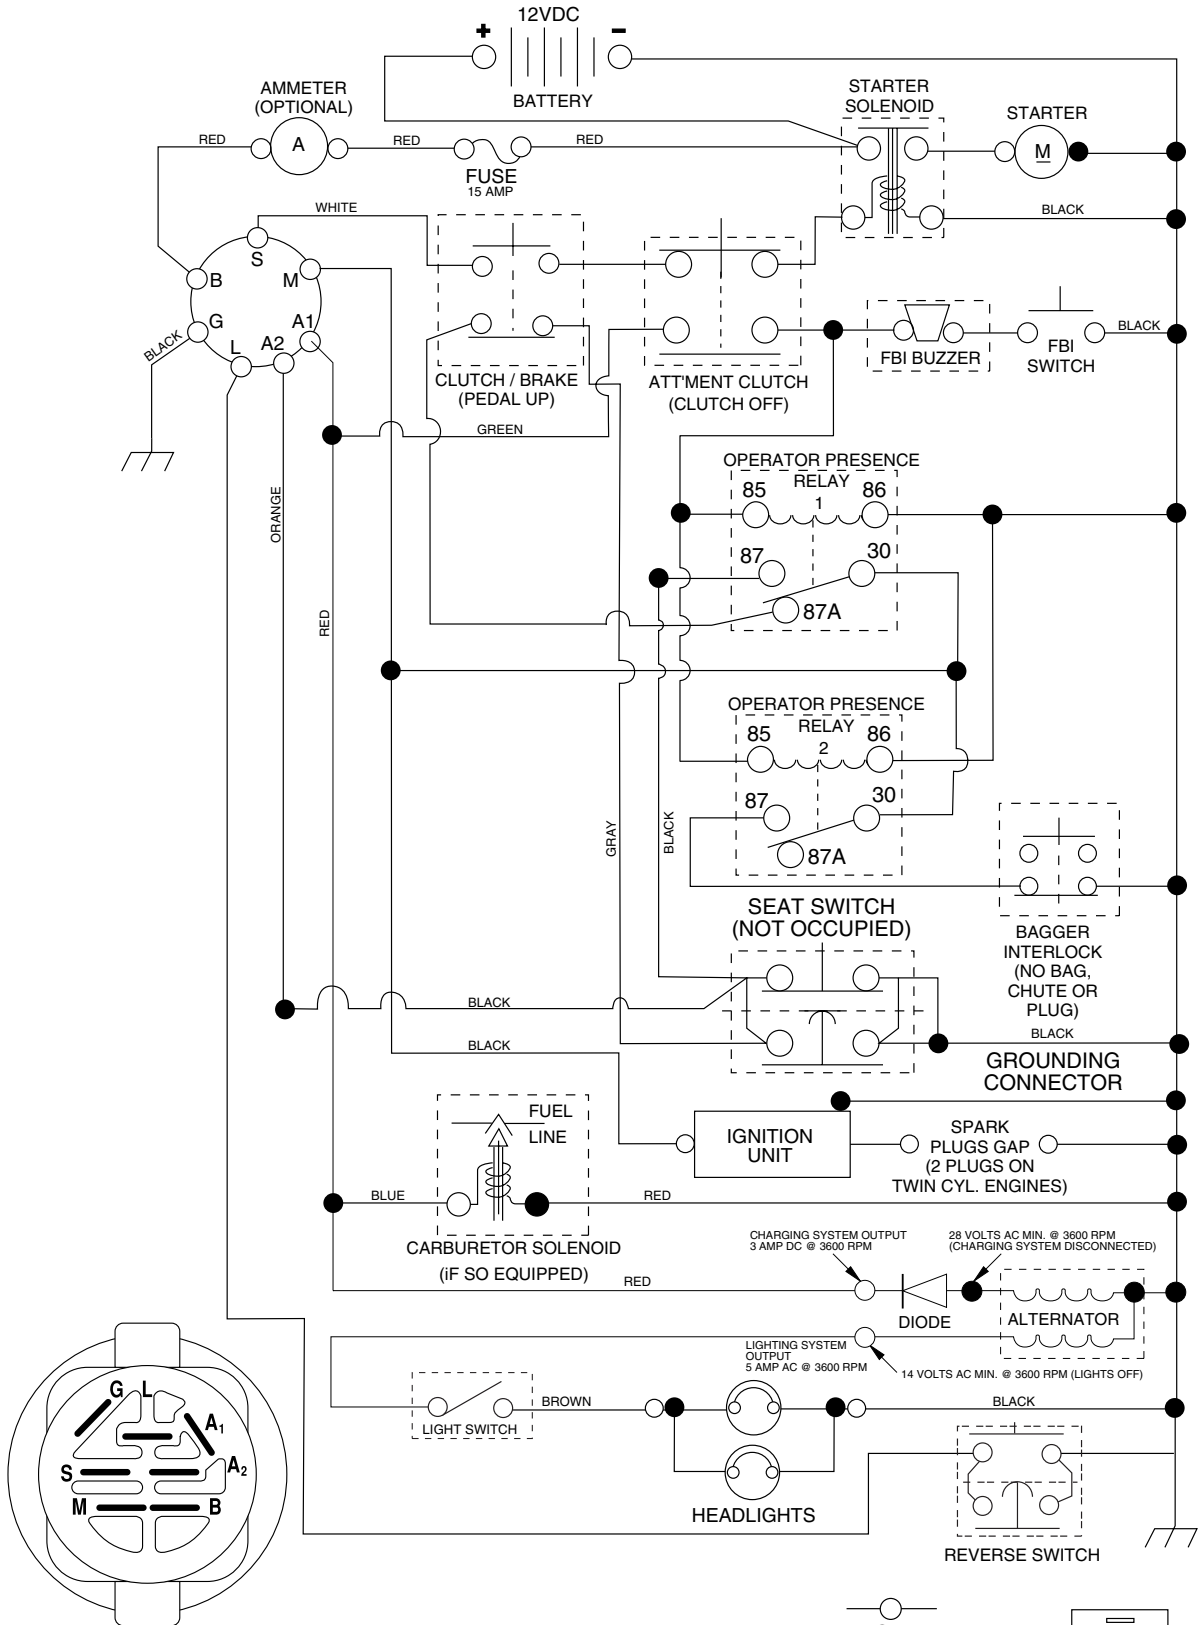 12VDC
+
-
BATTERY
AMMETER
(OPTIONAL)
A
RED
RED
FUSE
15 AMP
RED
STARTER
SOLENOID
STARTER
M
BLACK
WHITE
S
B
M
G
A1
L
A2
BLACK
CLUTCH / BRAKE
(PEDAL UP)
ATT'MENT CLUTCH
(CLUTCH OFF)
FBI BUZZER
FBI
SWITCH
BLACK
GREEN
ORANGE
RED
OPERATOR PRESENCE
RELAY
1
85
86
87
30
87A
OPERATOR PRESENCE
RELAY
2
85
86
87
30
87A
GRAY
BLACK
SEAT SWITCH
(NOT OCCUPIED)
BAGGER
INTERLOCK
(NO BAG,
CHUTE OR
PLUG)
BLACK
BLACK
BLACK
GROUNDING
CONNECTOR
FUEL
LINE
IGNITION
UNIT
SPARK
PLUGS GAP
(2 PLUGS ON
TWIN CYL. ENGINES)
BLUE
RED
CARBURETOR SOLENOID
(iF SO EQUIPPED)
CHARGING SYSTEM OUTPUT
3 AMP DC @ 3600 RPM
28 VOLTS AC MIN. @ 3600 RPM
(CHARGING SYSTEM DISCONNECTED)
RED
DIODE
ALTERNATOR
LIGHTING SYSTEM
OUTPUT
5 AMP AC @ 3600 RPM
14 VOLTS AC MIN. @ 3600 RPM (LIGHTS OFF)
LIGHT SWITCH
BROWN
BLACK
HEADLIGHTS
REVERSE SWITCH
G
L
A1
A2
S
M
B